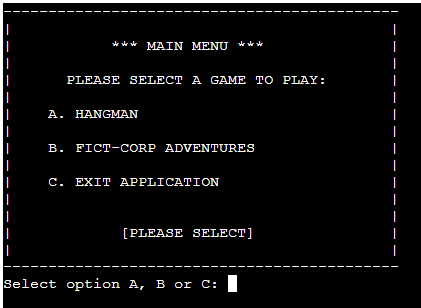 *** MAIN MENU ***
PLEASE SELECT A GAME TO PLAY:
A. HANGMAN
B. FICT-CORP ADVENTURES
C. EXIT APPLICATION
[PLEASE SELECT]
Select option A, B or C: